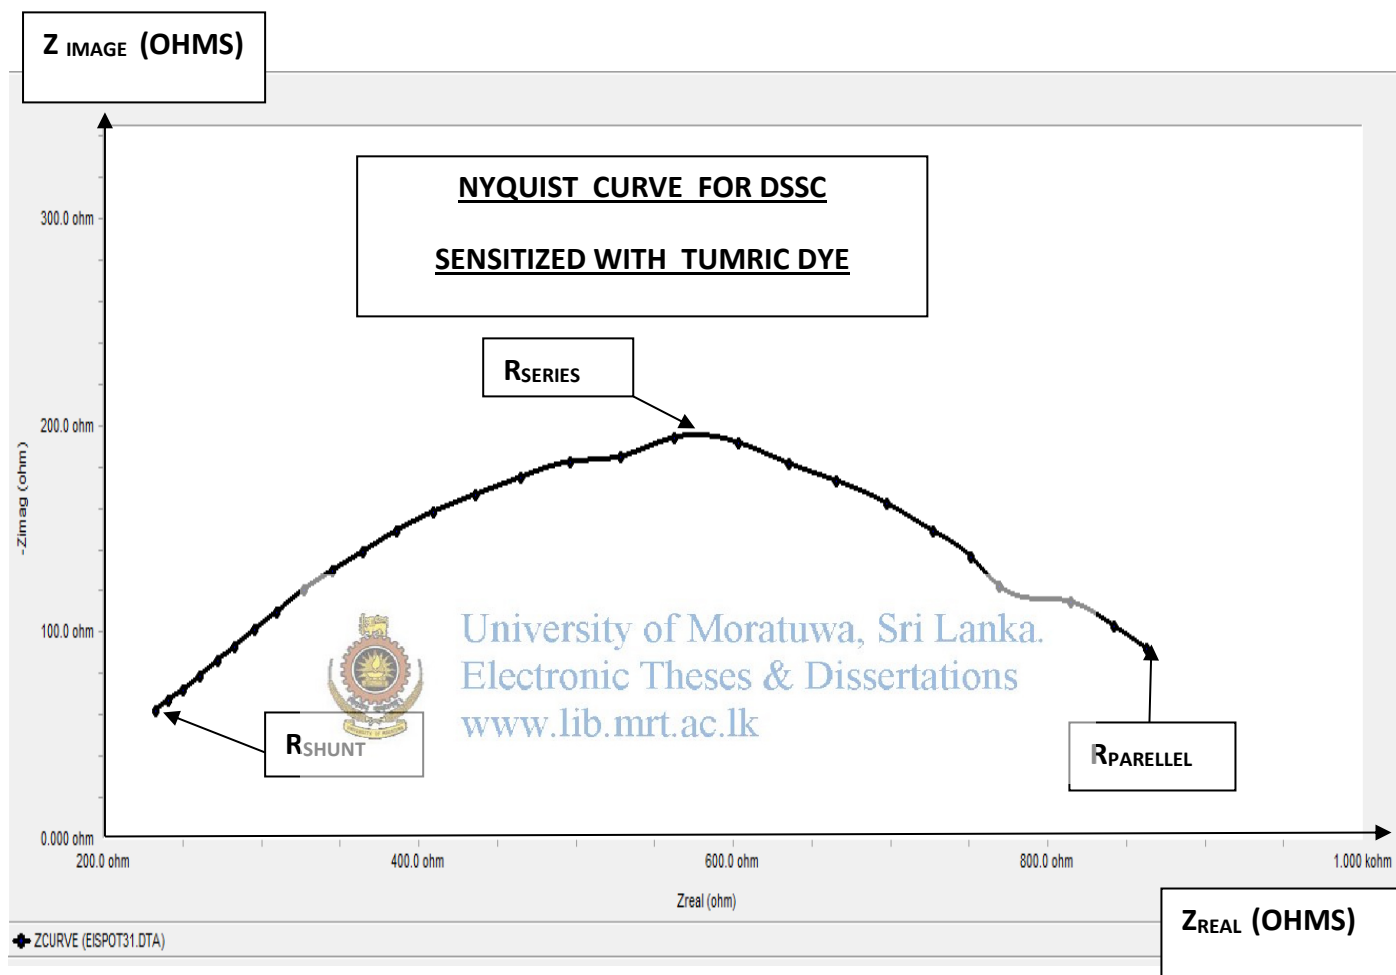 Z IMAGE (OHMS)
NYQUIST CURVE FOR DSSC
SENSITIZED WITH TUMRIC DYE
300.0 ohm
RSERIES
200.0 ohm
-Zimag (ohm)
100.0 ohm
University of Moratuwa, Sri Lanka.
Electronic Theses & Dissertations
www.lib.mrt.ac.lk
RSHUNT
RPARELLEL
0.000 ohm
200.0 ohm 400.0 ohm 600.0 ohm 800.0 ohm 1.000 kohm
Zreal (ohm)
ZREAL (OHMS)
ZCURVE (EISPOT31.DTA)